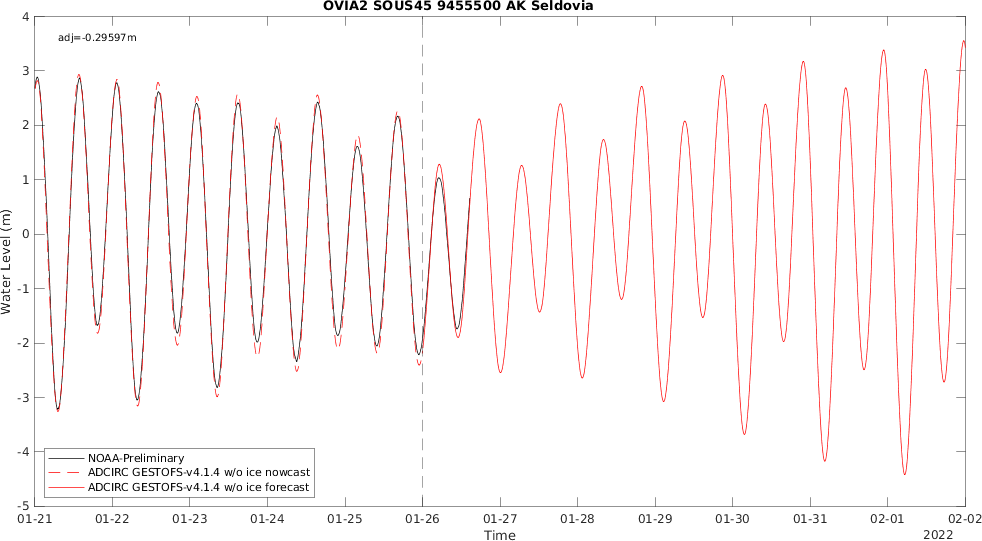 OVIA2 SOUS45 9455500 AK Seldovia
adj=-0.29597m
4
3
2
1
0
-1
-2
-3
-4
-5
Water Level (m)
NOAA-Preliminary
ADCIRC GESTOFS-v4.1.4 w/o ice nowcast
ADCIRC GESTOFS-v4.1.4 w/o ice forecast
01-21 01-22 01-23 01-24 01-25 01-26 01-27 01-28 01-29 01-30 01-31 02-01 02-02
Time
2022